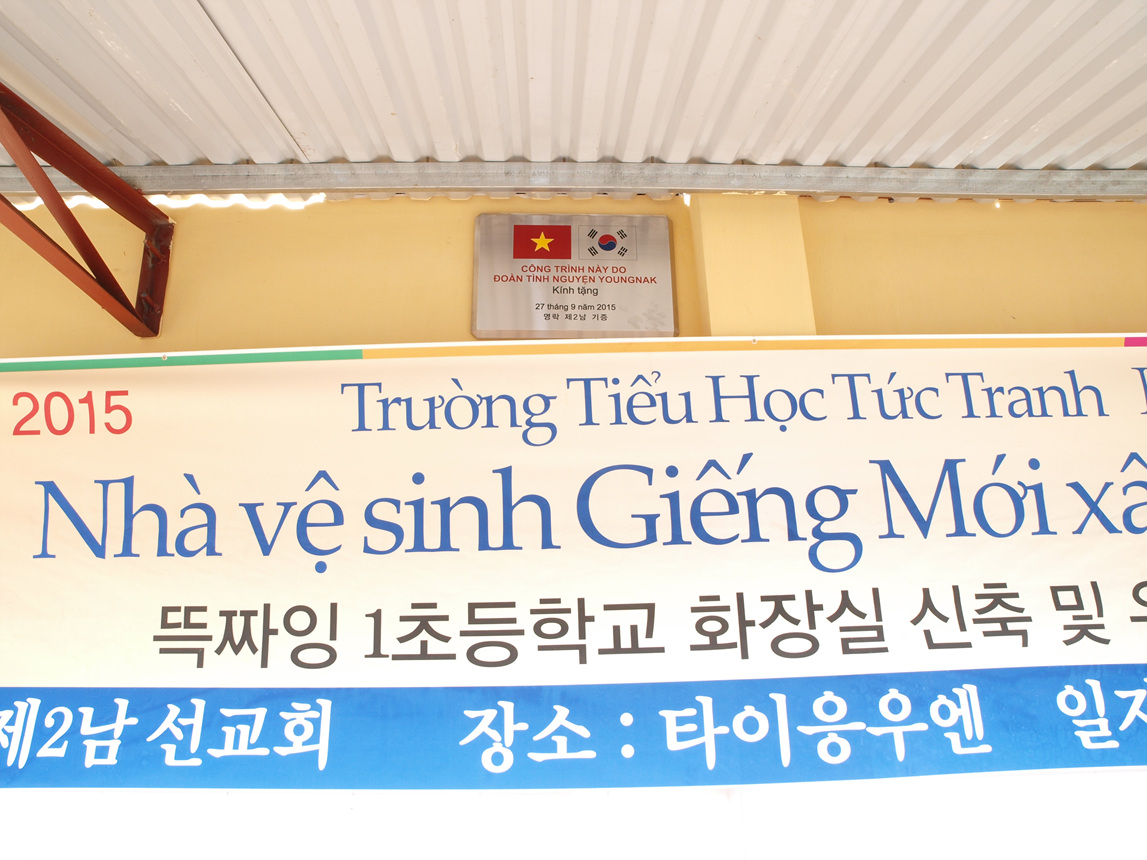 CÔNG TRÌNH NÀY DO
ĐOÀN TÌNH NGUYỆN YOUNGNAK
Kính tặng
27 tháng 9 năm 2015
영락 제2남 기증
2015
Trường Tiểu Học Tức Tranh
Nhà vệ sinh Giếng Mới xâ
뜩짜잉 1초등학교 화장실 신축 및
제2남 선교회 장소 : 타이응우엔 일